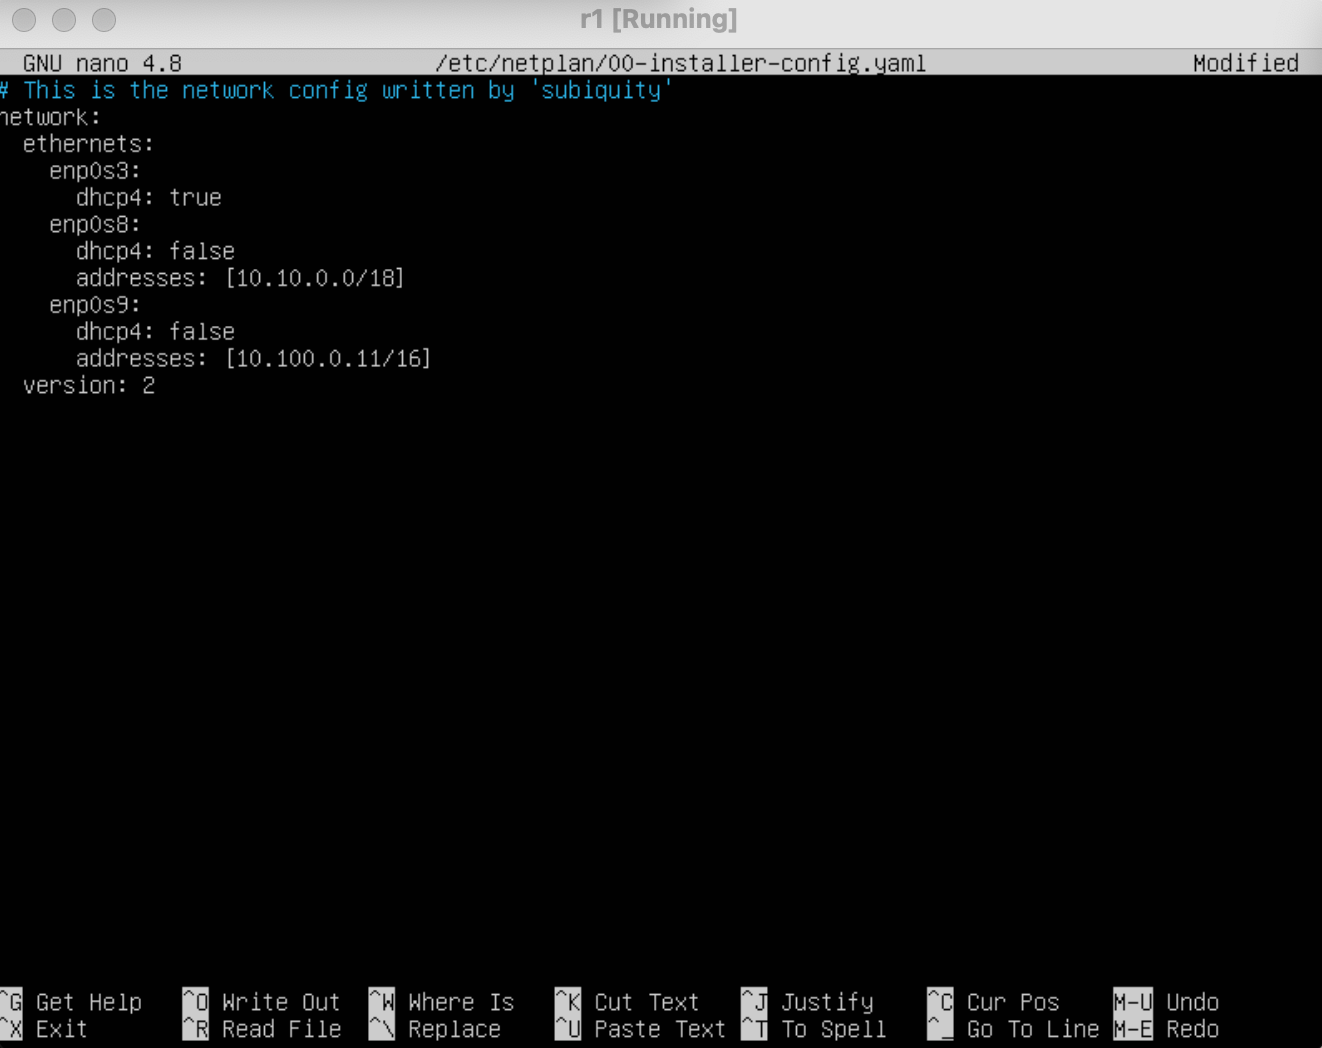 r1 [Running]
GNU nano 4.8 /etc/netplan/00-installer-config.yaml Modified
# This is the network config written by 'subiquity'
network:
  ethernets:
    enp0s3:
      dhcp4: true
    enp0s8:
      dhcp4: false
      addresses: [10.10.0.0/18]
    enp0s9:
      dhcp4: false
      addresses: [10.100.0.11/16]
  version: 2
^G Get Help ^O Write Out ^W Where Is ^K Cut Text ^J Justify ^C Cur Pos M-U Undo
^X Exit ^R Read File ^\ Replace ^U Paste Text ^T To Spell ^_ Go To Line M-E Redo